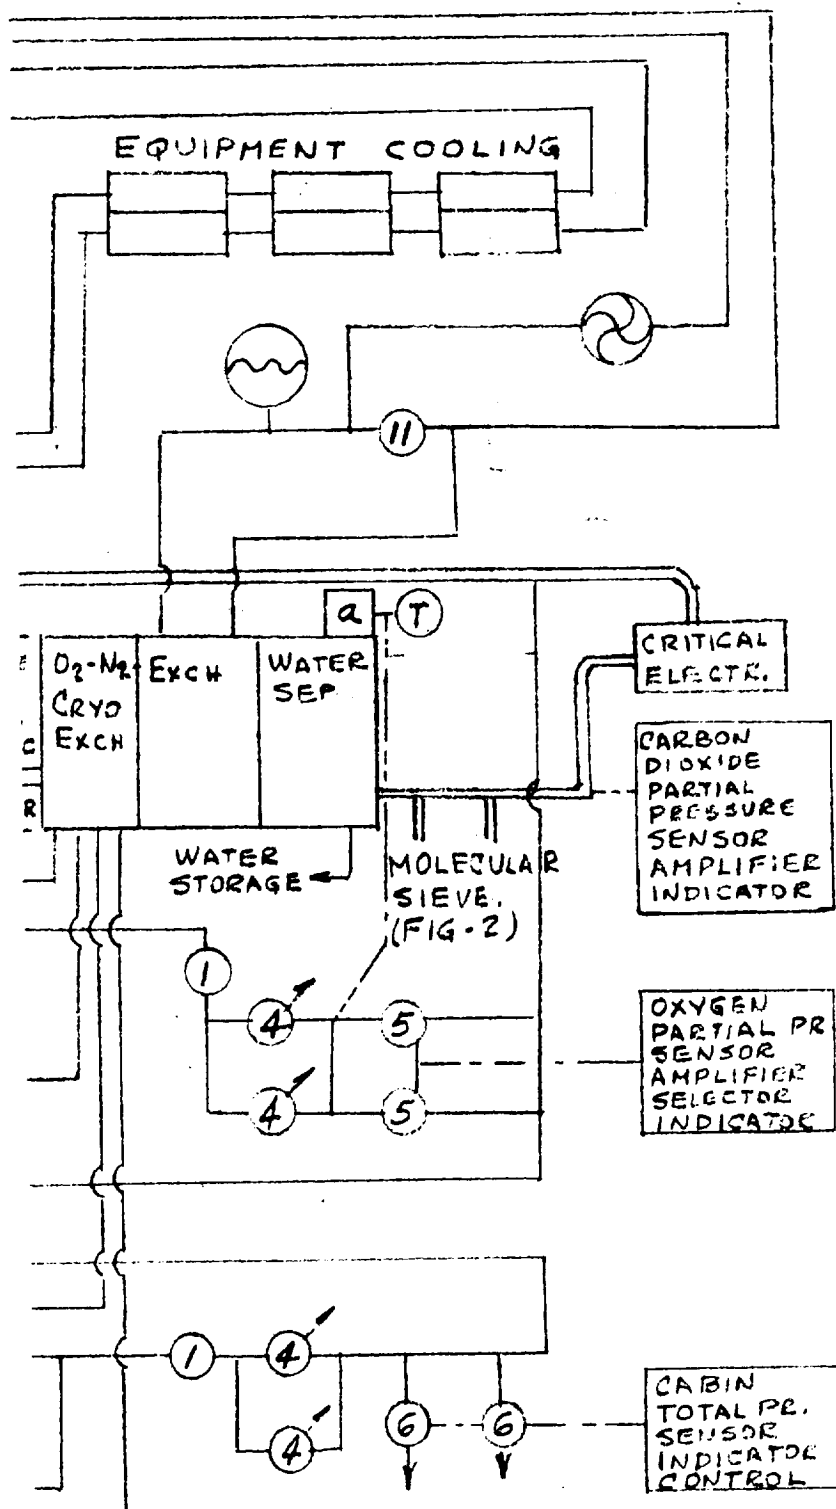 EQUIPMENT COOLING
11
a
T
CRITICAL
ELECTR.
E
C
R
O2-N2
CRYO
EXCH
EXCH
WATER
SEP
CARBON
DIOXIDE
PARTIAL
PRESSURE
SENSOR
AMPLIFIER
INDICATOR
WATER
STORAGE
MOLECULAR
SIEVE.
(FIG-2)
1
4
5
4
5
OXYGEN
PARTIAL PR
SENSOR
AMPLIFIER
SELECTOR
INDICATOR
1
4
4
6
6
CABIN
TOTAL PR.
SENSOR
INDICATOR
CONTROL